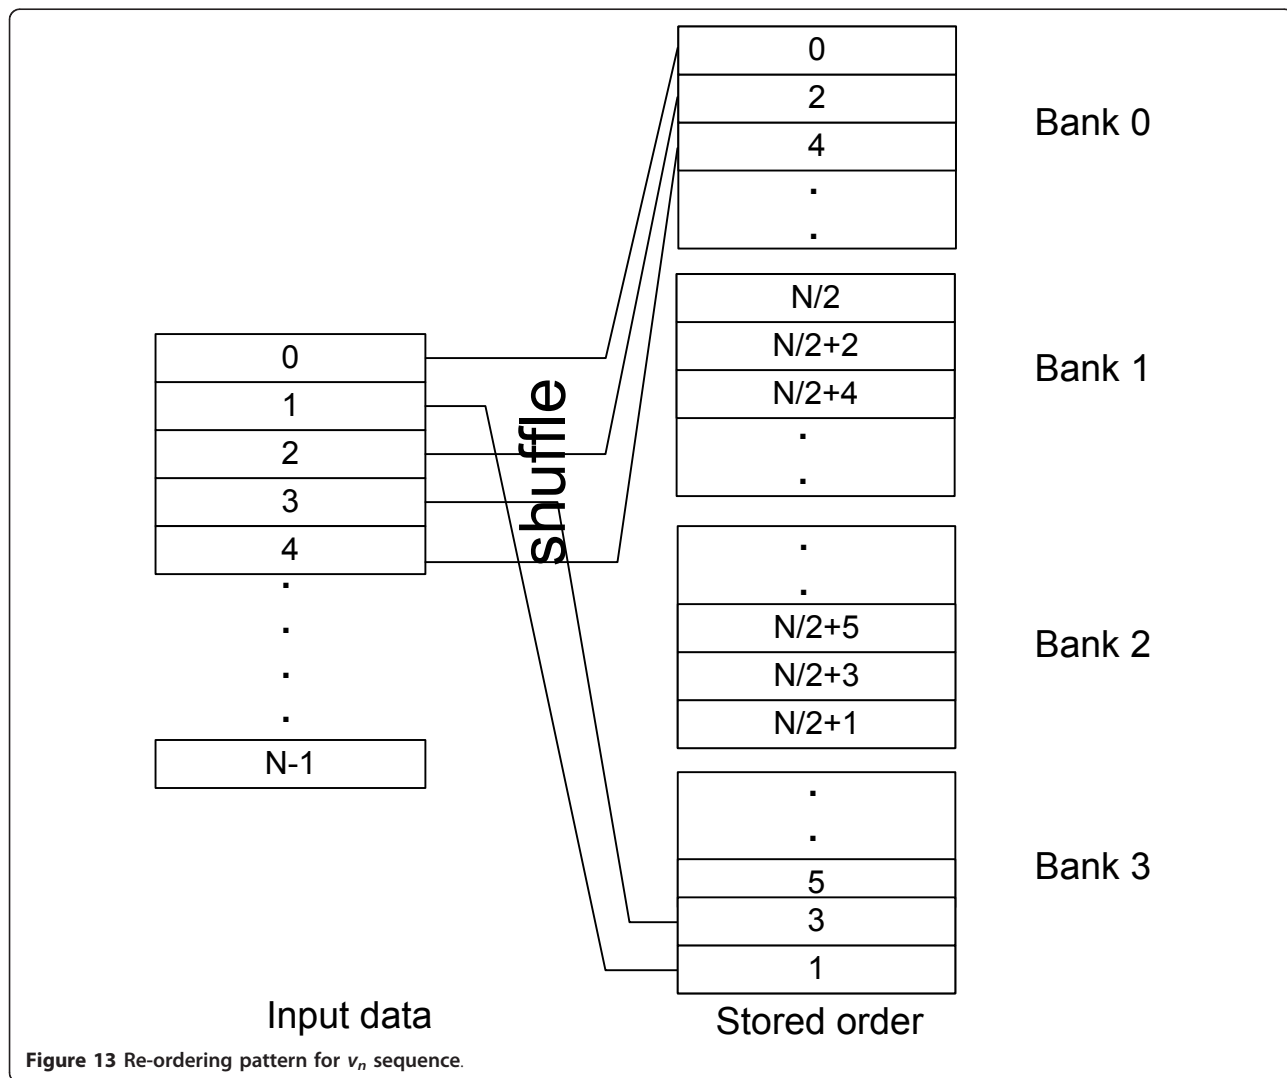 0
1
2
3
4
.
.
.
.
N-1
Input data
shuffle
0
2
4
.
.
Bank 0
N/2
N/2+2
N/2+4
.
.
Bank 1
.
.
N/2+5
N/2+3
N/2+1
Bank 2
.
.
5
3
1
Bank 3
Stored order
Figure 13 Re-ordering pattern for vn sequence.